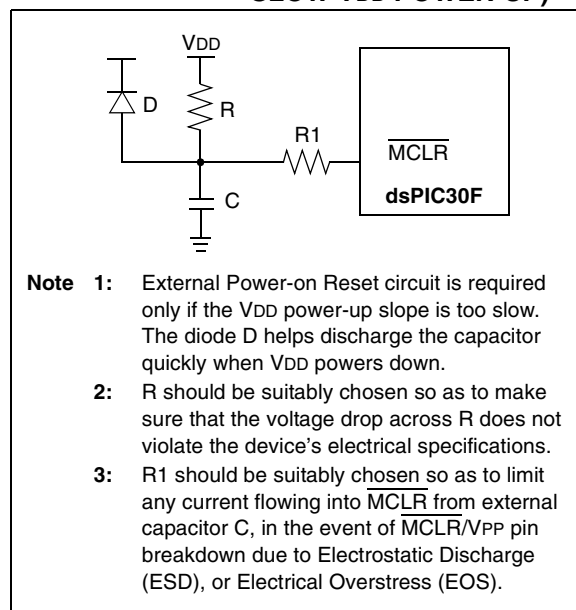 SLOW VDD POWER-UP)
VDD
D
R
R1
MCLR
C
dsPIC30F
Note 1: External Power-on Reset circuit is required
only if the VDD power-up slope is too slow.
The diode D helps discharge the capacitor
quickly when VDD powers down.
2: R should be suitably chosen so as to make
sure that the voltage drop across R does not
violate the device's electrical specifications.
3: R1 should be suitably chosen so as to limit
any current flowing into MCLR from external
capacitor C, in the event of MCLR/VPP pin
breakdown due to Electrostatic Discharge
(ESD), or Electrical Overstress (EOS).